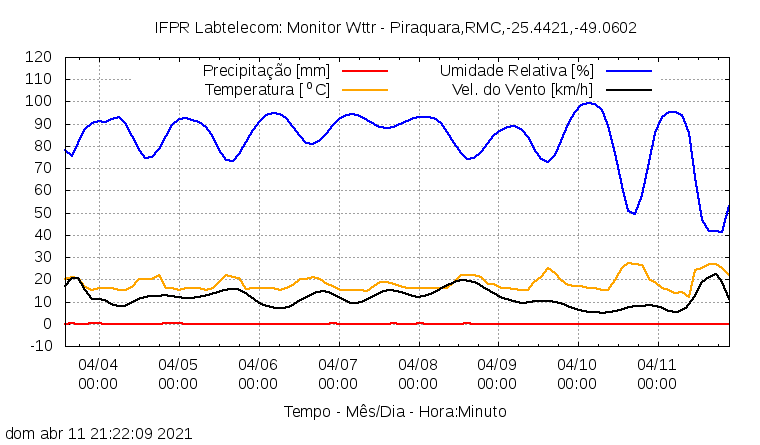 IFPR Labtelecom: Monitor Wttr - Piraquara,RMC,-25.4421,-49.0602
Precipitação [mm]
Temperatura [⁰C]
Umidade Relativa [%]
Vel. do Vento [km/h]
120
110
100
90
80
70
60
50
40
30
20
10
0
-10
04/04 04/05 04/06 04/07 04/08 04/09 04/10 04/11
00:00 00:00 00:00 00:00 00:00 00:00 00:00 00:00
Tempo - Mês/Dia - Hora:Minuto
dom abr 11 21:22:09 2021